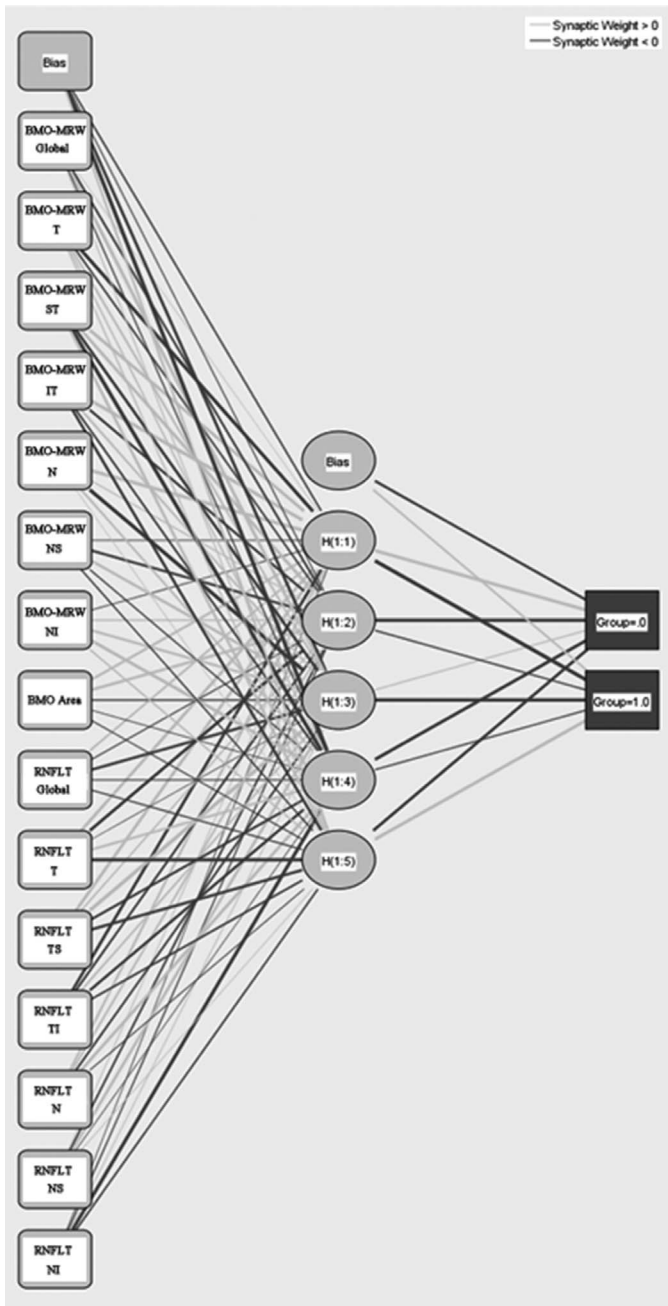 Synaptic Weight > 0
Synaptic Weight < 0
Bias
BMO-MRW
Global
BMO-MRW
T
BMO-MRW
ST
BMO-MRW
IT
BMO-MRW
N
BMO-MRW
NS
BMO-MRW
NI
BMO Area
RNFLT
Global
RNFLT
T
RNFLT
TS
RNFLT
TI
RNFLT
N
RNFLT
NS
RNFLT
NI
Bias
H(1:1)
H(1:2)
H(1:3)
H(1:4)
H(1:5)
Group=.0
Group=1.0